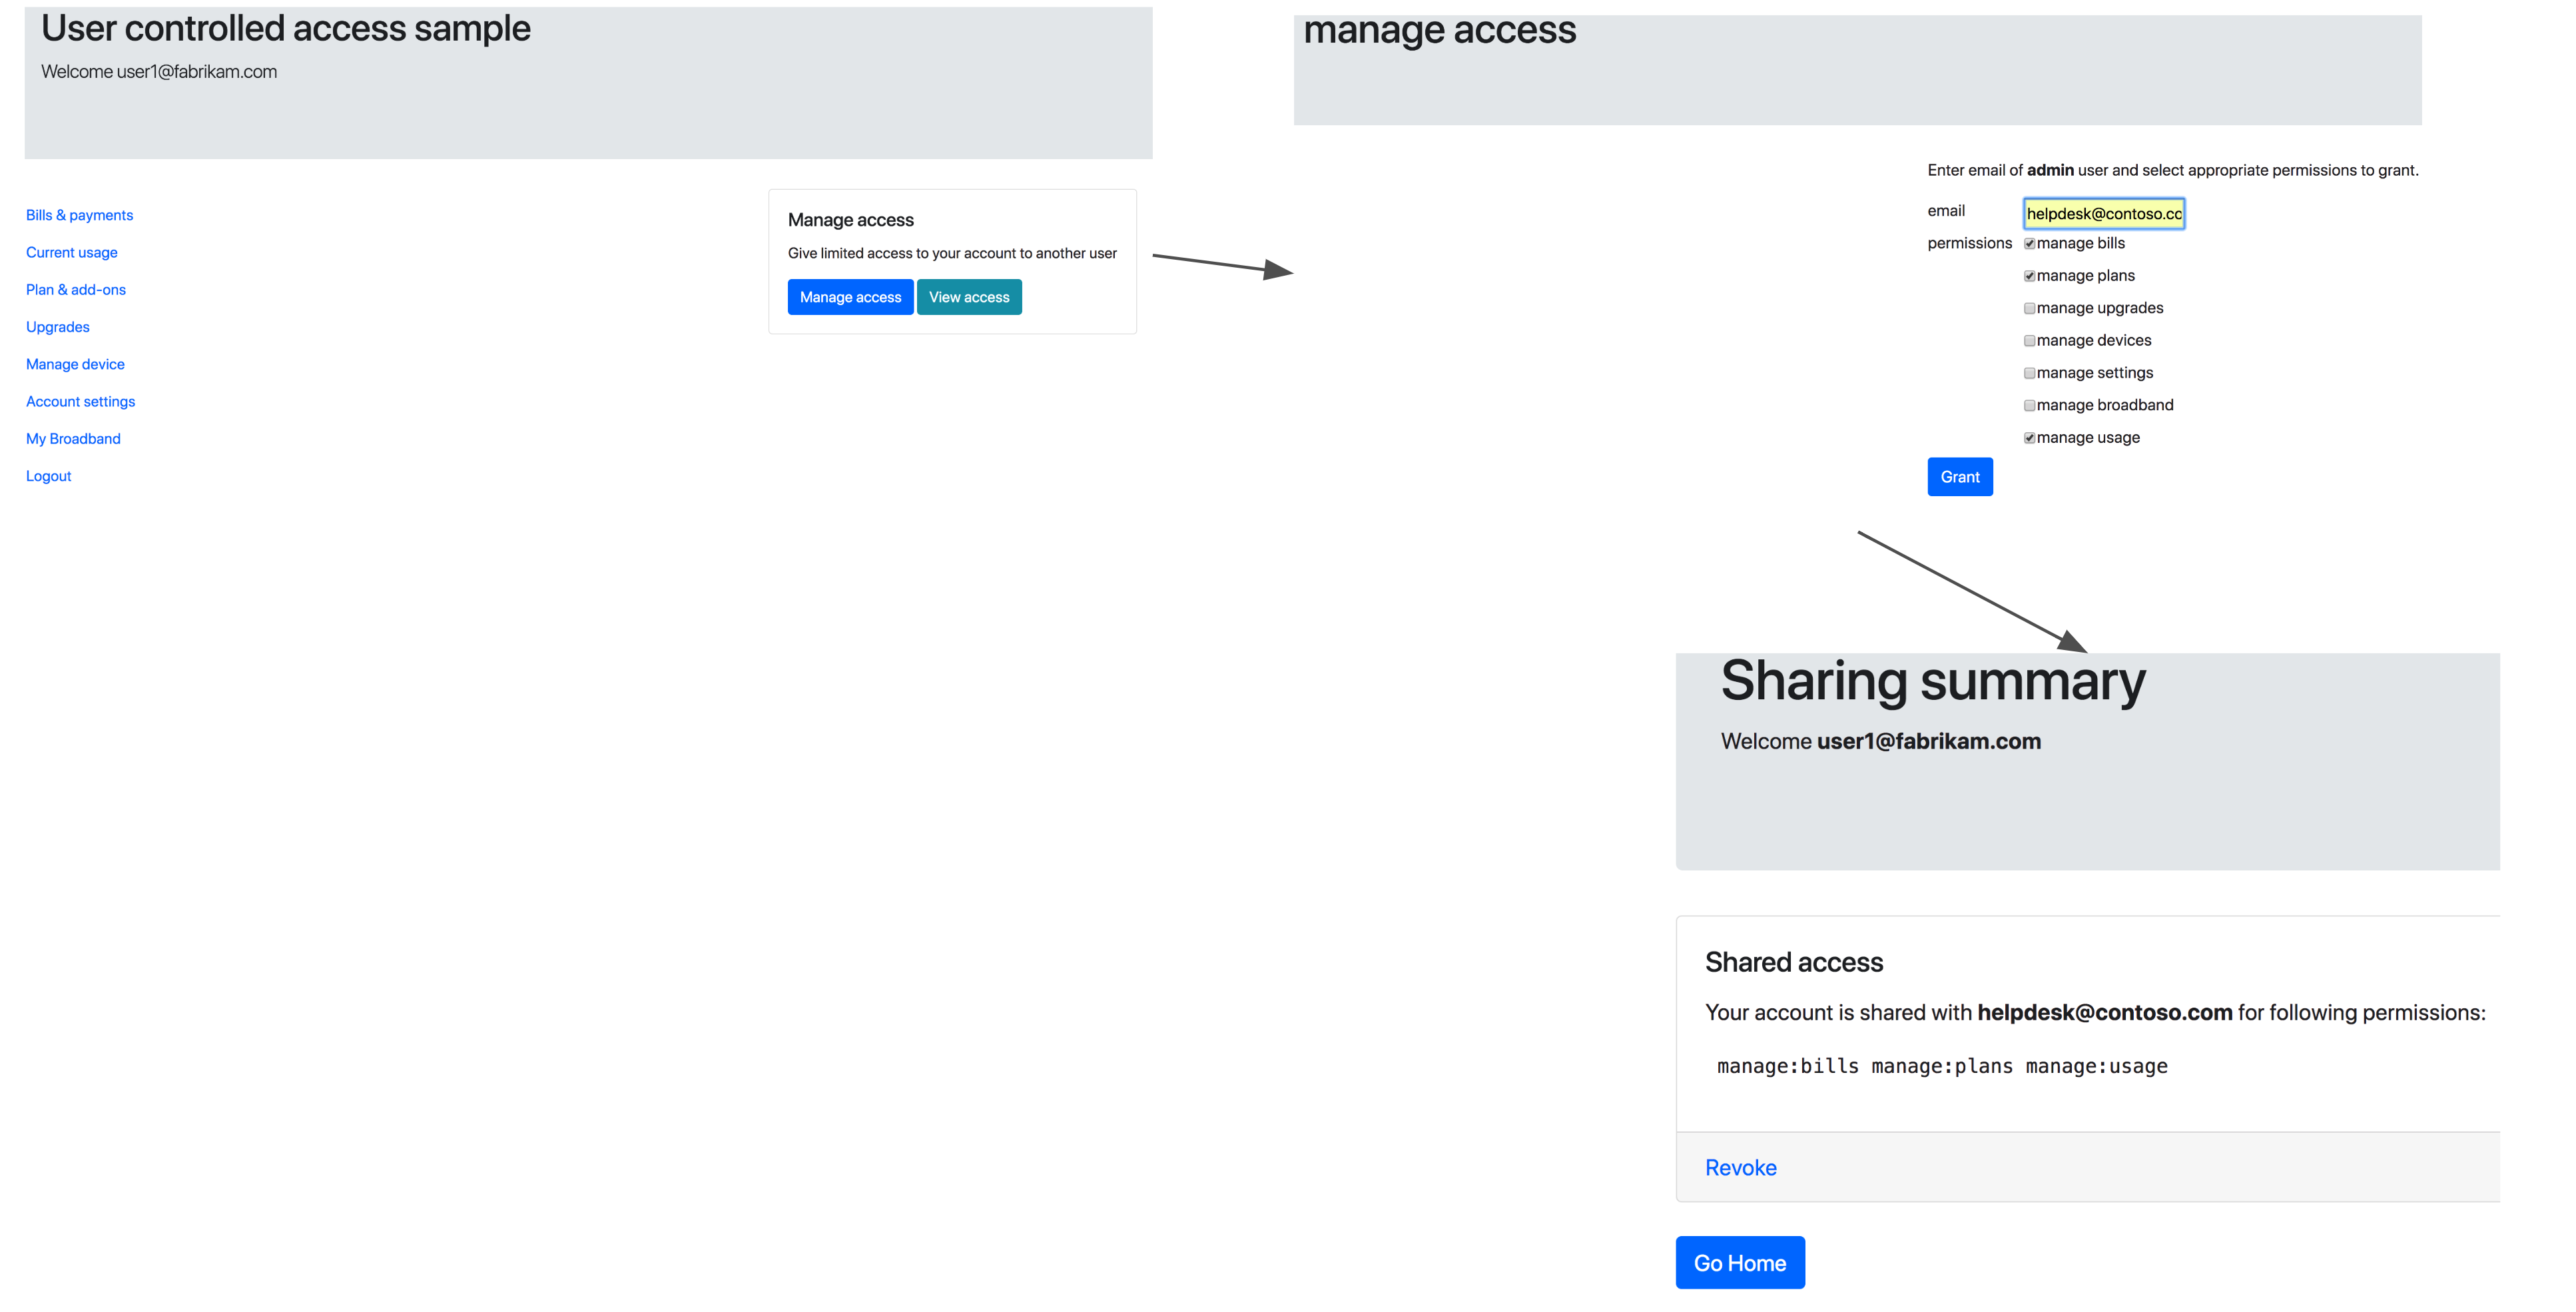 User controlled access sample
Welcome user1@fabrikam.com
Bills & payments
Current usage
Plan & add-ons
Upgrades
Manage device
Account settings
My Broadband
Logout
Manage access
Give limited access to your account to another user
Manage access View access
manage access
Enter email of admin user and select appropriate permissions to grant.
email helpdesk@contoso.cc
permissions manage bills
manage plans
manage upgrades
manage devices
manage settings
manage broadband
manage usage
Grant
Sharing summary
Welcome user1@fabrikam.com
Shared access
Your account is shared with helpdesk@contoso.com for following permissions:
manage:bills manage:plans manage:usage
Revoke
Go Home